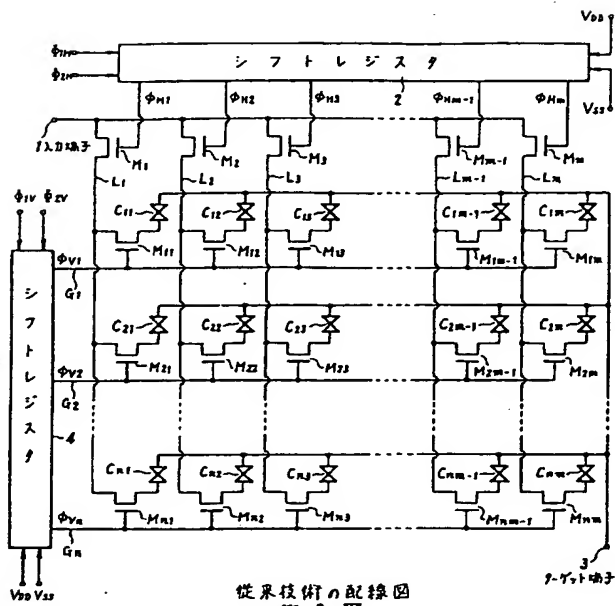 VDD
Φ1H
シフトレジスタ
Φ2H
2
VSS
ΦH1 ΦH2 ΦH3 ΦHm-1 ΦHm
1入力端子
M1 M2 M3 Mm-1 Mm
L1 L2 L3 Lm-1 Lm
Φ1V Φ2V
C11 C12 C13 C1m-1 C1m
M11 M12 M13 M1m-1 M1m
ΦV1
G1
シフトレジスタ
4
C21 C22 C23 C2m-1 C2m
M21 M22 M23 M2m-1 M2m
ΦV2
G2
Cn1 Cn2 Cn3 Cnm-1 Cnm
Mn1 Mn2 Mn3 Mnm-1 Mnm
ΦVn
Gn
VDD VSS
3
ターゲット端子
従来技術の配線図